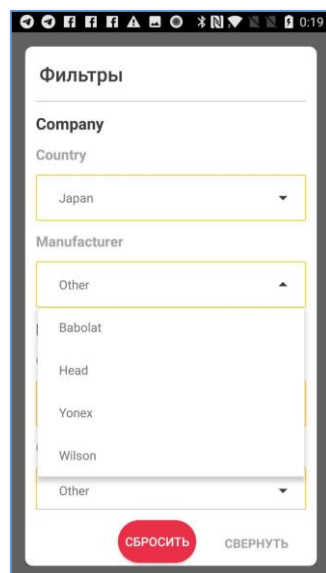 0:19
Фильтры
Company
Country
Japan
Manufacturer
Other
Babolat
Head
Yonex
Wilson
Other
СБРОСИТЬ
СВЕРНУТЬ